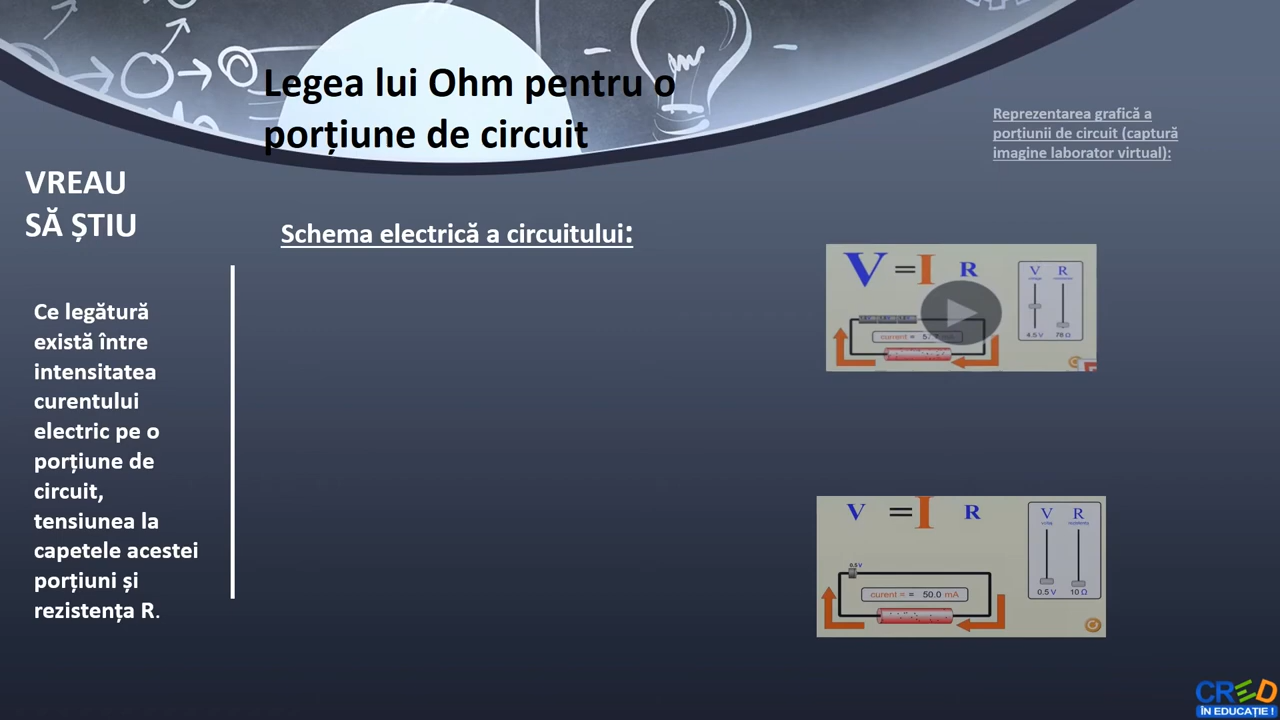 Legea lui Ohm pentru o
porțiune de circuit
Reprezentarea grafică a
porțiunii de circuit (captură
imagine laborator virtual):
VREAU
SĂ ȘTIU
Schema electrică a circuitului:
Ce legătură
există între
intensitatea
curentului
electric pe o
porțiune de
circuit,
tensiunea la
capetele acestei
porțiuni și
rezistența R.
V = I R
V R
current =
4.5 V 78 Ω
V = I R
V R
0.5 V
curent = = 50.0 mA
0.5 V 10 Ω
CRED
ÎN EDUCAȚIE !